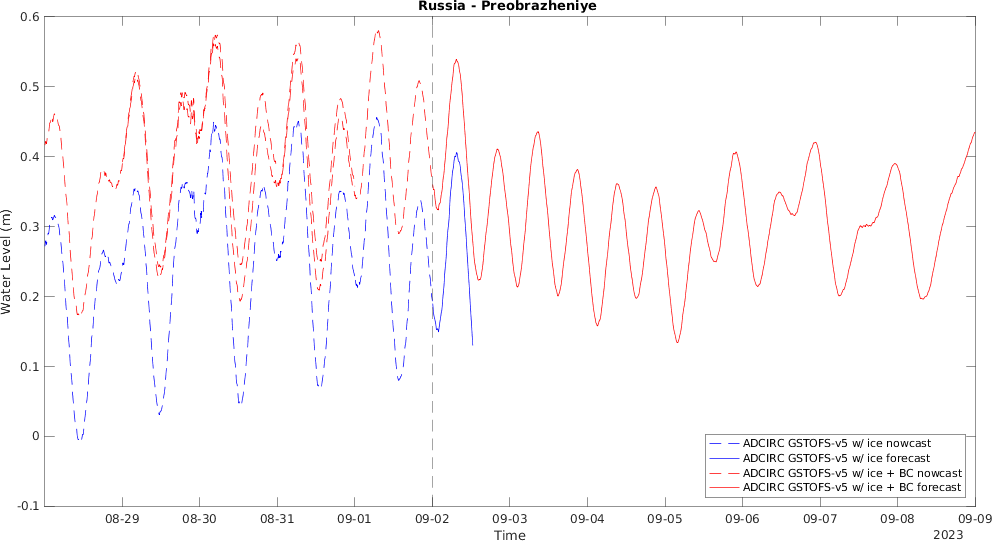 Russia - Preobrazheniye
Water Level (m)
0.6
0.5
0.4
0.3
0.2
0.1
0
-0.1
ADCIRC GSTOFS-v5 w/ ice nowcast
ADCIRC GSTOFS-v5 w/ ice forecast
ADCIRC GSTOFS-v5 w/ ice + BC nowcast
ADCIRC GSTOFS-v5 w/ ice + BC forecast
08-29 08-30 08-31 09-01 09-02 09-03 09-04 09-05 09-06 09-07 09-08 09-09
Time
2023